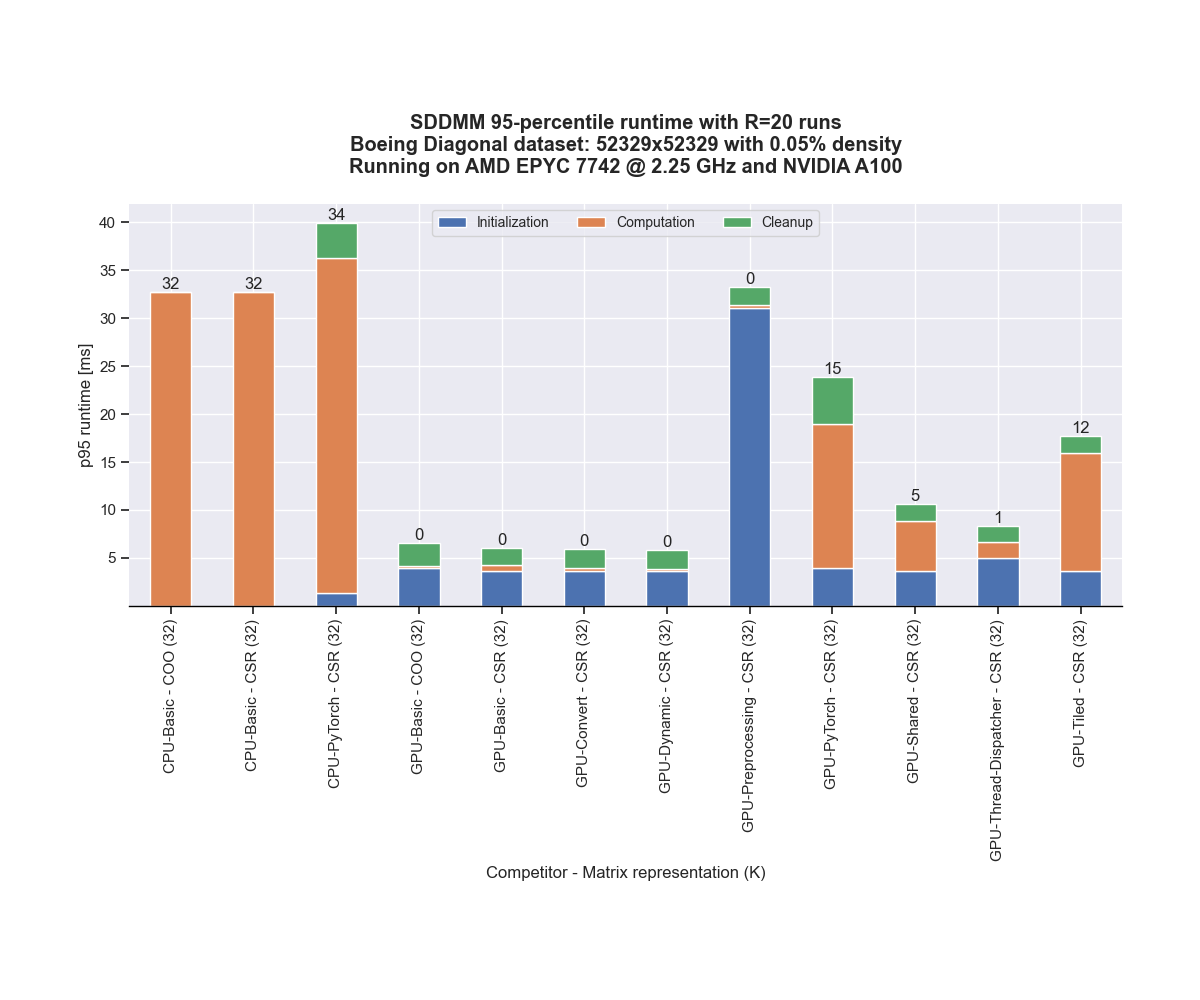 SDDMM 95-percentile runtime with R=20 runs
Boeing Diagonal dataset: 52329x52329 with 0.05% density
Running on AMD EPYC 7742 @ 2.25 GHz and NVIDIA A100
Initialization Computation Cleanup
p95 runtime [ms]
40
35
30
25
20
15
10
5
32 32 34 0 0 0 0 0 15 5 1 12
CPU-Basic - COO (32)
CPU-Basic - CSR (32)
CPU-PyTorch - CSR (32)
GPU-Basic - COO (32)
GPU-Basic - CSR (32)
GPU-Convert - CSR (32)
GPU-Dynamic - CSR (32)
GPU-Preprocessing - CSR (32)
GPU-PyTorch - CSR (32)
GPU-Shared - CSR (32)
GPU-Thread-Dispatcher - CSR (32)
GPU-Tiled - CSR (32)
Competitor - Matrix representation (K)